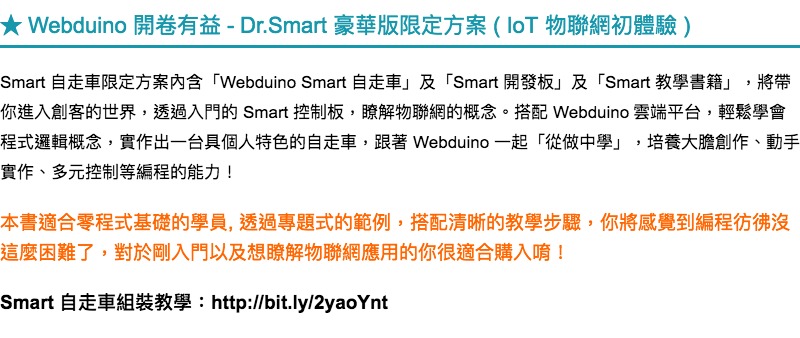 ★ Webduino 開卷有益 - Dr.Smart 豪華版限定方案 ( IoT 物聯網初體驗 )
Smart 自走車限定方案內含「Webduino Smart 自走車」及「Smart 開發板」及「Smart 教學書籍」，將帶
你進入創客的世界，透過入門的 Smart 控制板，瞭解物聯網的概念。搭配 Webduino 雲端平台，輕鬆學會
程式邏輯概念，實作出一台具個人特色的自走車，跟著 Webduino 一起「從做中學」，培養大膽創作、動手
實作、多元控制等編程的能力！
本書適合零程式基礎的學員, 透過專題式的範例，搭配清晰的教學步驟，你將感覺到編程彷彿沒
這麼困難了，對於剛入門以及想瞭解物聯網應用的你很適合購入唷！
Smart 自走車組裝教學：http://bit.ly/2yaoYnt